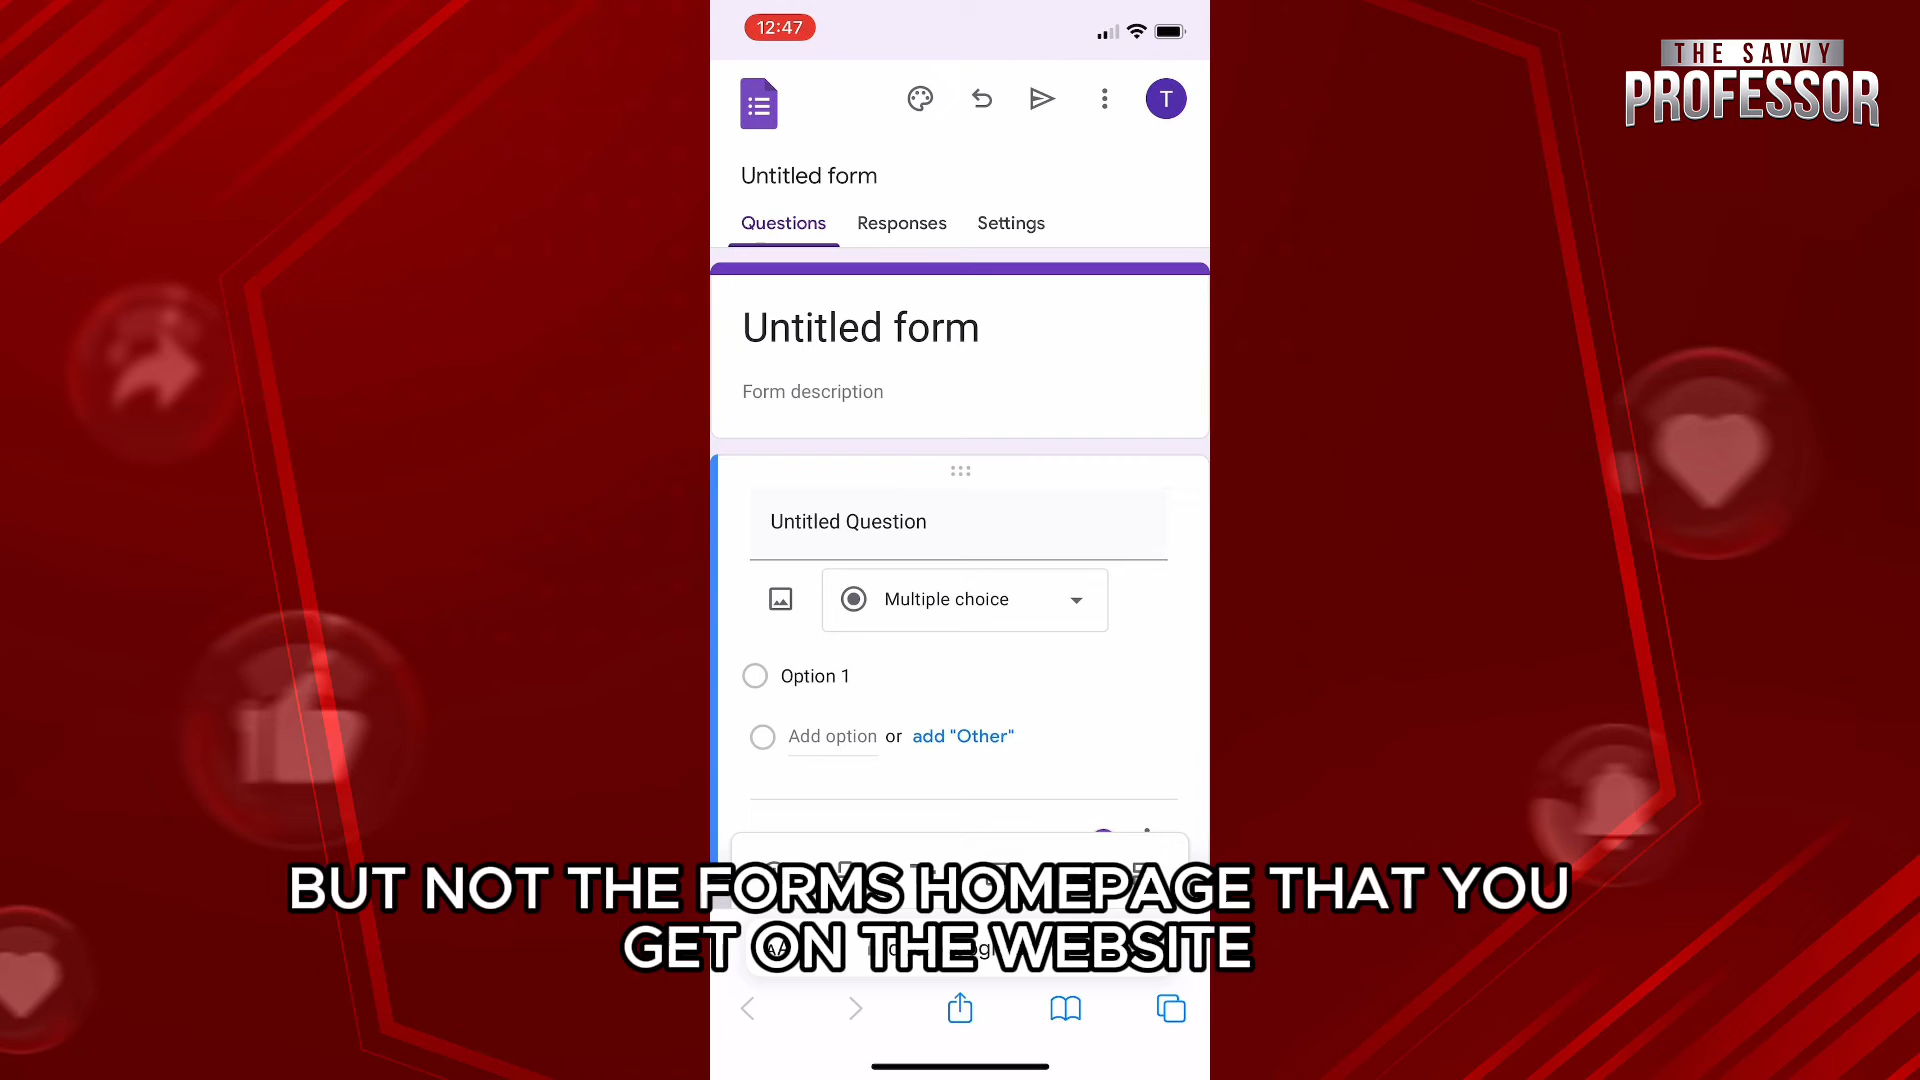 12:47
THE SAVVY
PROFESSOR
T
Untitled form
Questions Responses Settings
Untitled form
Form description
Untitled Question
Multiple choice
Option 1
Add option or add "Other"
BUT NOT THE FORMS HOMEPAGE THAT YOU
GET ON THE WEBSITE